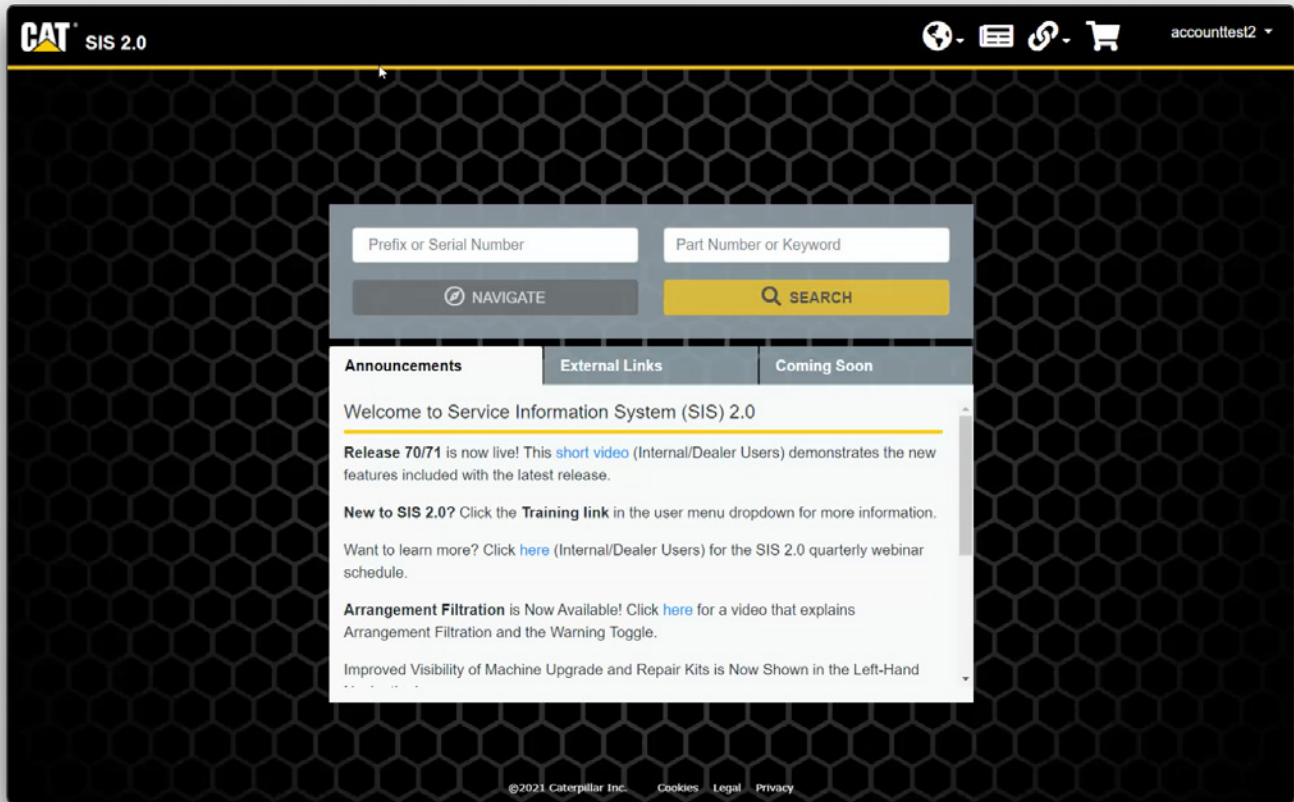 CAT SIS 2.0
accounttest2
Prefix or Serial Number
Part Number or Keyword
NAVIGATE
SEARCH
Announcements
External Links
Coming Soon
Welcome to Service Information System (SIS) 2.0
Release 70/71 is now live! This short video (Internal/Dealer Users) demonstrates the new
features included with the latest release.
New to SIS 2.0? Click the Training link in the user menu dropdown for more information.
Want to learn more? Click here (Internal/Dealer Users) for the SIS 2.0 quarterly webinar
schedule.
Arrangement Filtration is Now Available! Click here for a video that explains
Arrangement Filtration and the Warning Toggle.
Improved Visibility of Machine Upgrade and Repair Kits is Now Shown in the Left-Hand
©2021 Caterpillar Inc. Cookies Legal Privacy